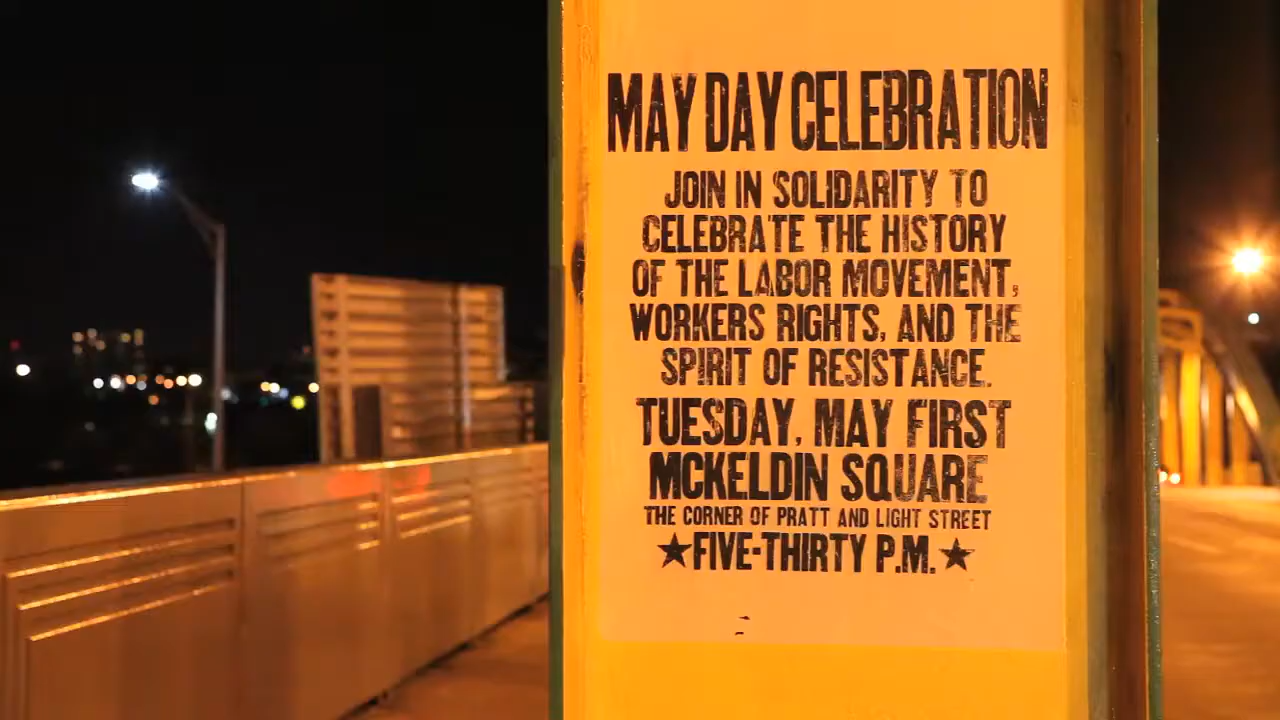 MAY DAY CELEBRATION
JOIN IN SOLIDARITY TO
CELEBRATE THE HISTORY
OF THE LABOR MOVEMENT,
WORKERS RIGHTS, AND THE
SPIRIT OF RESISTANCE.
TUESDAY, MAY FIRST
MCKELDIN SQUARE
THE CORNER OF PRATT AND LIGHT STREET
★FIVE-THIRTY P.M.★